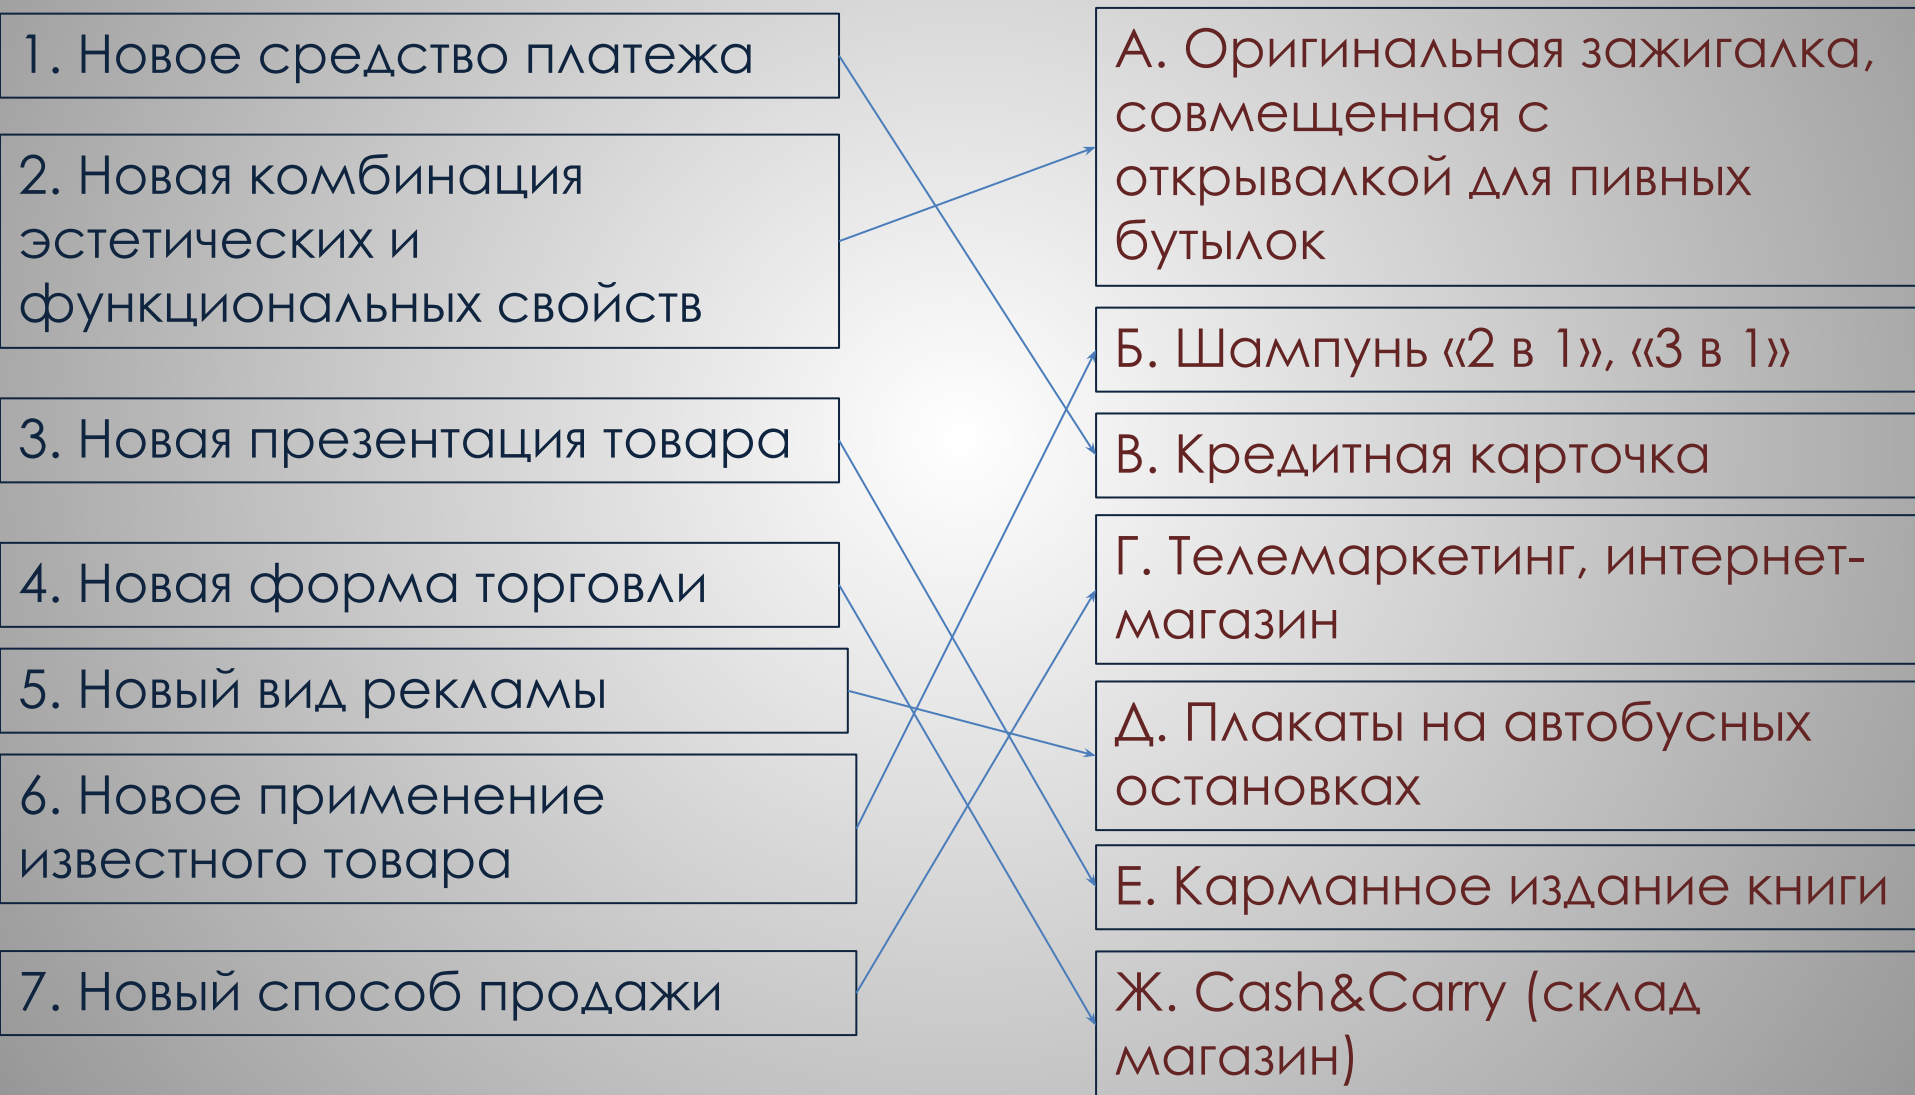 1. Новое средство платежа
2. Новая комбинация
эстетических и
функциональных свойств
3. Новая презентация товара
4. Новая форма торговли
5. Новый вид рекламы
6. Новое применение
известного товара
7. Новый способ продажи
А. Оригинальная зажигалка,
совмещенная с
открывалкой для пивных
бутылок
Б. Шампунь «2 в 1», «3 в 1»
В. Кредитная карточка
Г. Телемаркетинг, интернет-
магазин
Д. Плакаты на автобусных
остановках
Е. Карманное издание книги
Ж. Cash&Carry (склад
магазин)